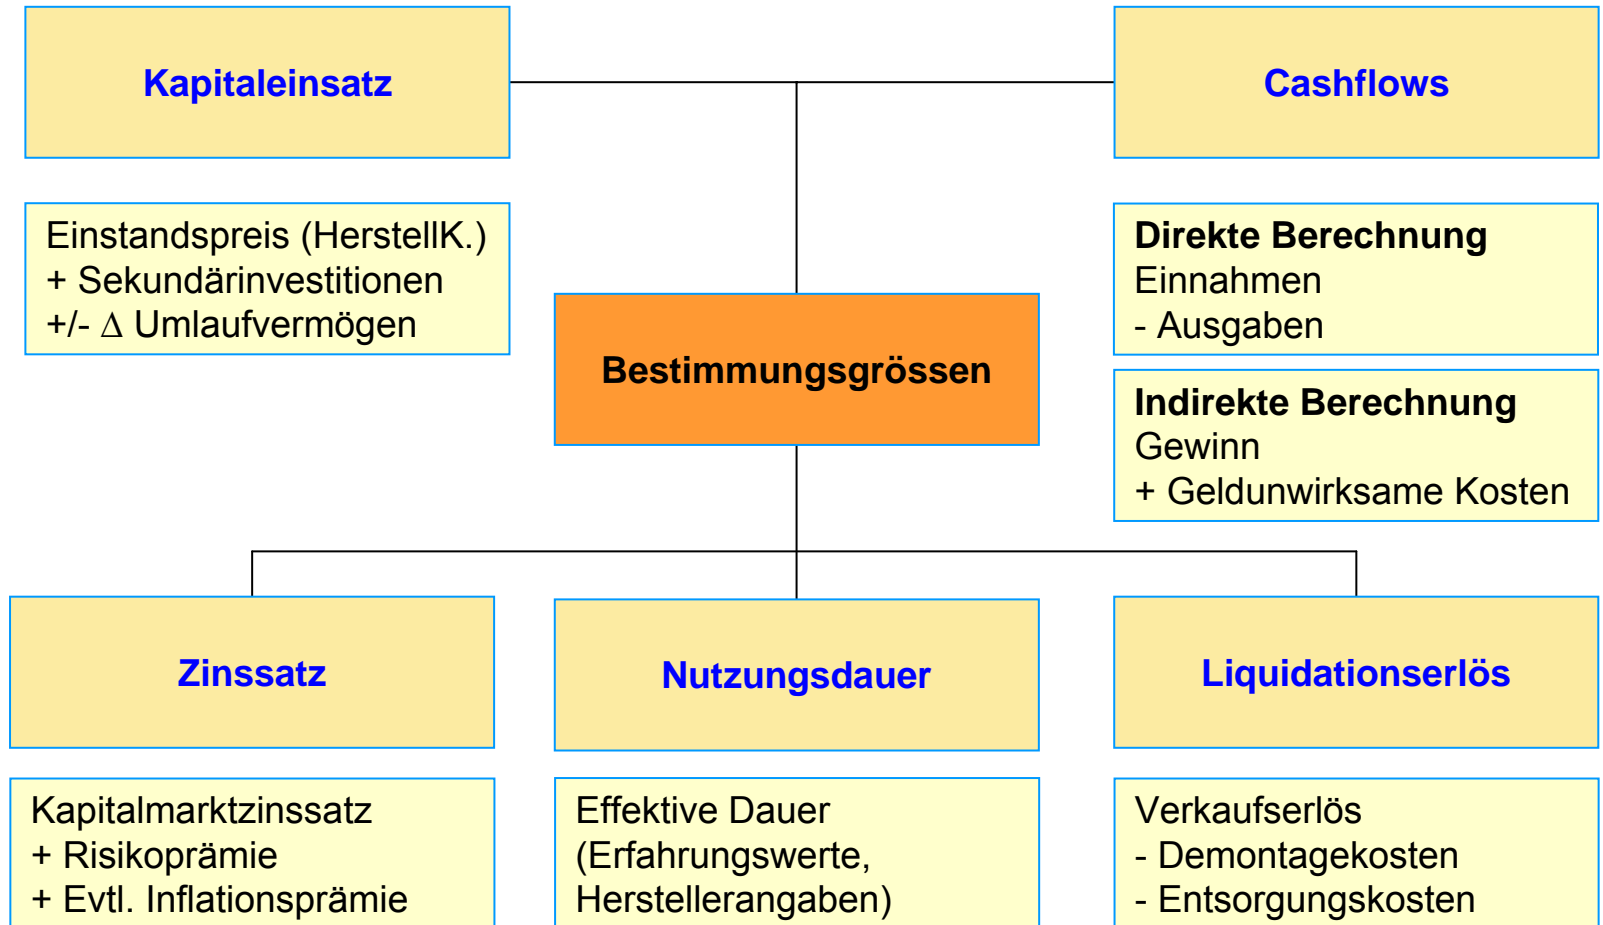 Kapitaleinsatz
Cashflows
Einstandspreis (HerstellK.)
+ Sekundärinvestitionen
+/- Δ Umlaufvermögen
Direkte Berechnung
Einnahmen
- Ausgaben
Bestimmungsgrössen
Indirekte Berechnung
Gewinn
+ Geldunwirksame Kosten
Zinssatz
Nutzungsdauer
Liquidationserlös
Kapitalmarktzinssatz
+ Risikoprämie
+ Evtl. Inflationsprämie
Effektive Dauer
(Erfahrungswerte,
Herstellerangaben)
Verkaufserlös
- Demontagekosten
- Entsorgungskosten